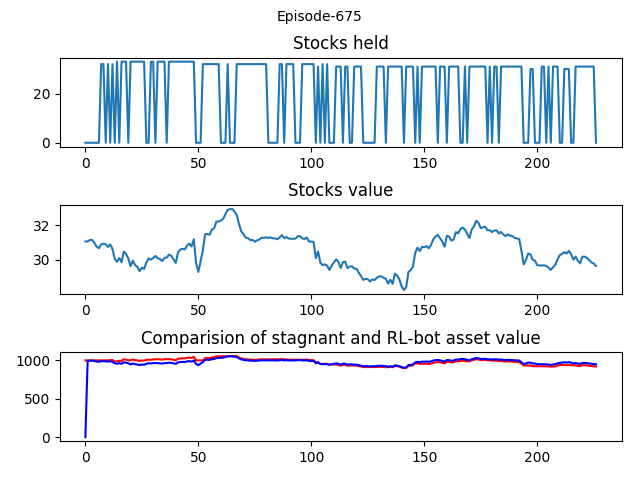 Episode-675
Stocks held
20
0
0 50 100 150 200
Stocks value
32
30
0 50 100 150 200
Comparision of stagnant and RL-bot asset value
1000
500
0
0 50 100 150 200